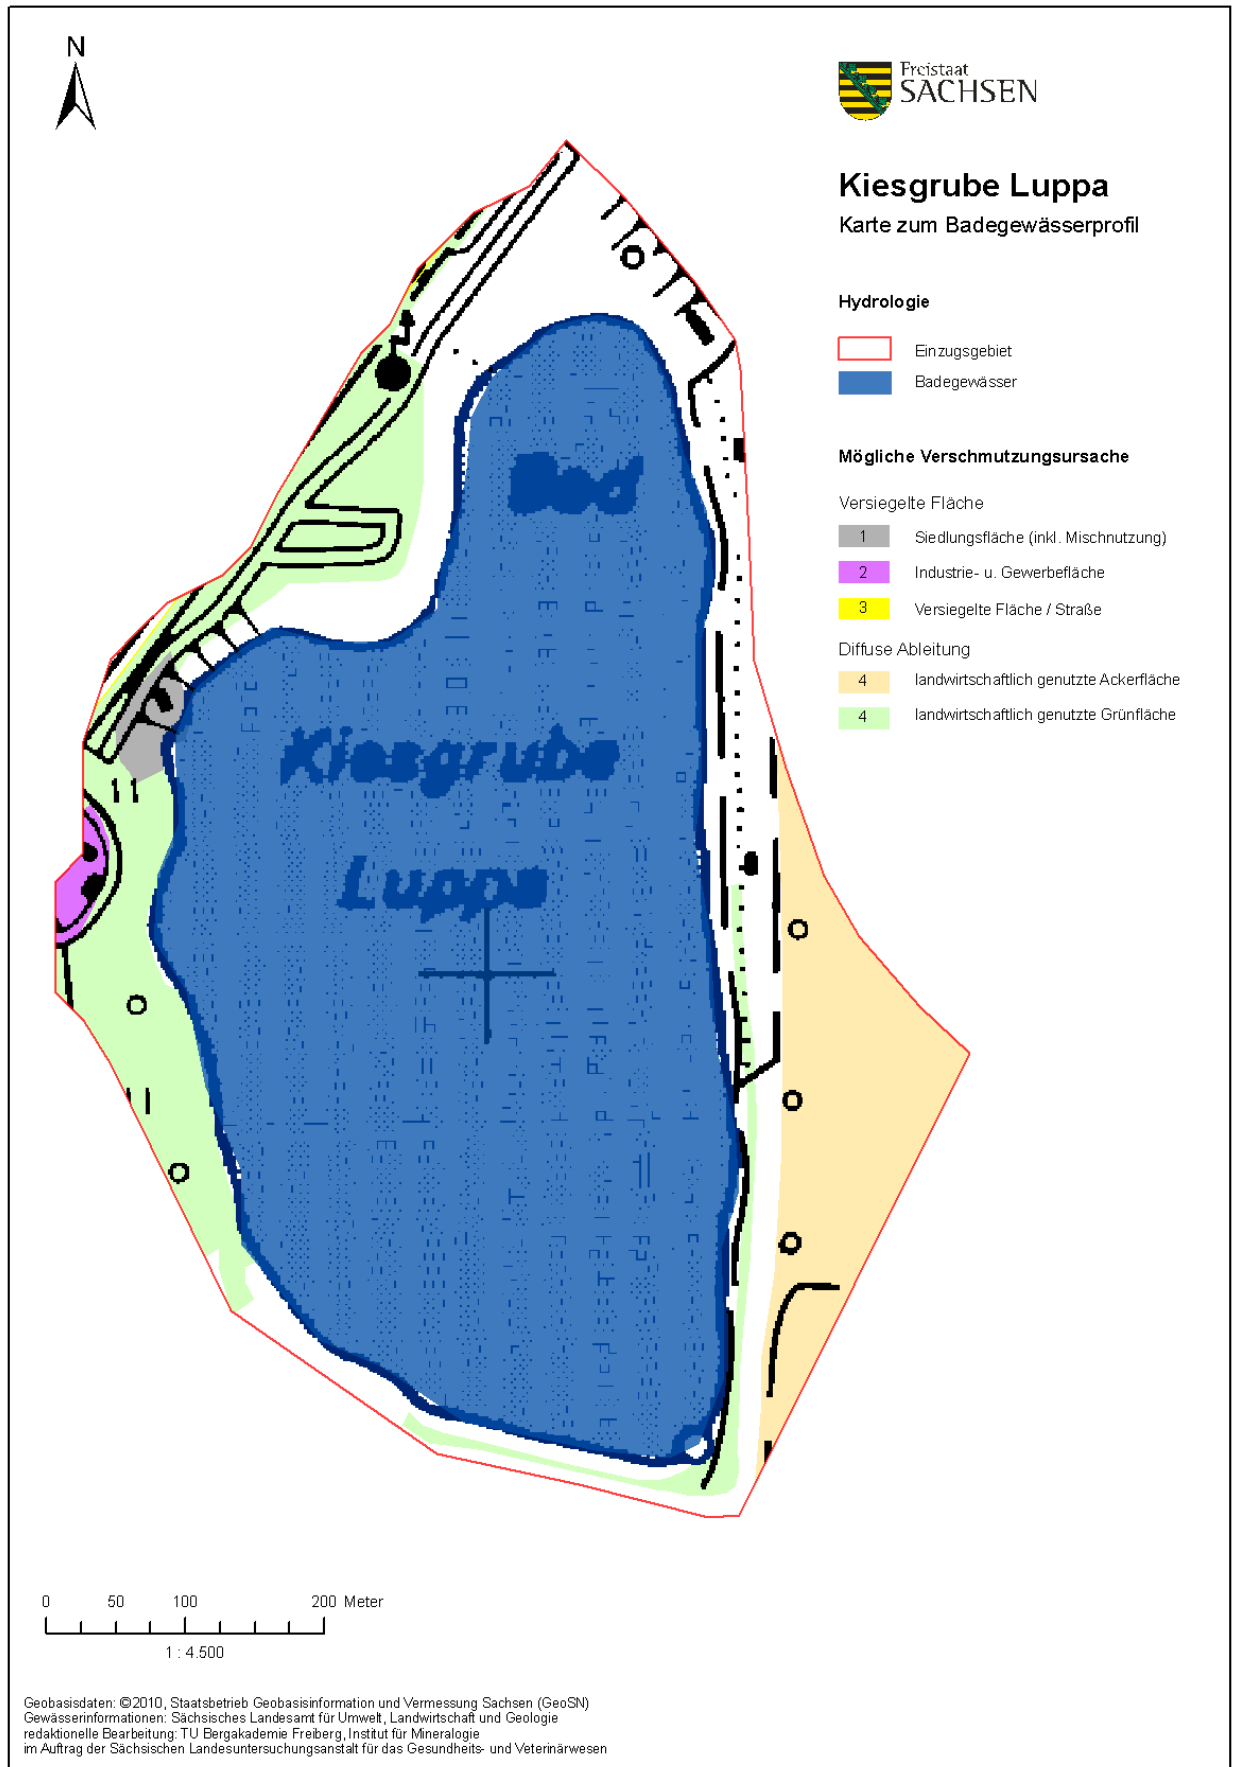 N
Freistaat
SACHSEN
Kiesgrube Luppa
Karte zum Badegewässerprofil
Hydrologie
Einzugsgebiet
Badegewässer
Mögliche Verschmutzungsursache
Versiegelte Fläche
1 Siedlungsfläche (inkl. Mischnutzung)
2 Industrie- u. Gewerbefläche
3 Versiegelte Fläche / Straße
Diffuse Ableitung
4 landwirtschaftlich genutzte Ackerfläche
4 landwirtschaftlich genutzte Grünfläche
Bad
Kiesgrube
Luppa
0 50 100 200 Meter
1 : 4.500
Geobasisdaten: ©2010, Staatsbetrieb Geobasisinformation und Vermessung Sachsen (GeoSN)
Gewässerinformationen: Sächsisches Landesamt für Umwelt, Landwirtschaft und Geologie
redaktionelle Bearbeitung: TU Bergakademie Freiberg, Institut für Mineralogie
im Auftrag der Sächsischen Landesuntersuchungsanstalt für das Gesundheits- und Veterinärwesen